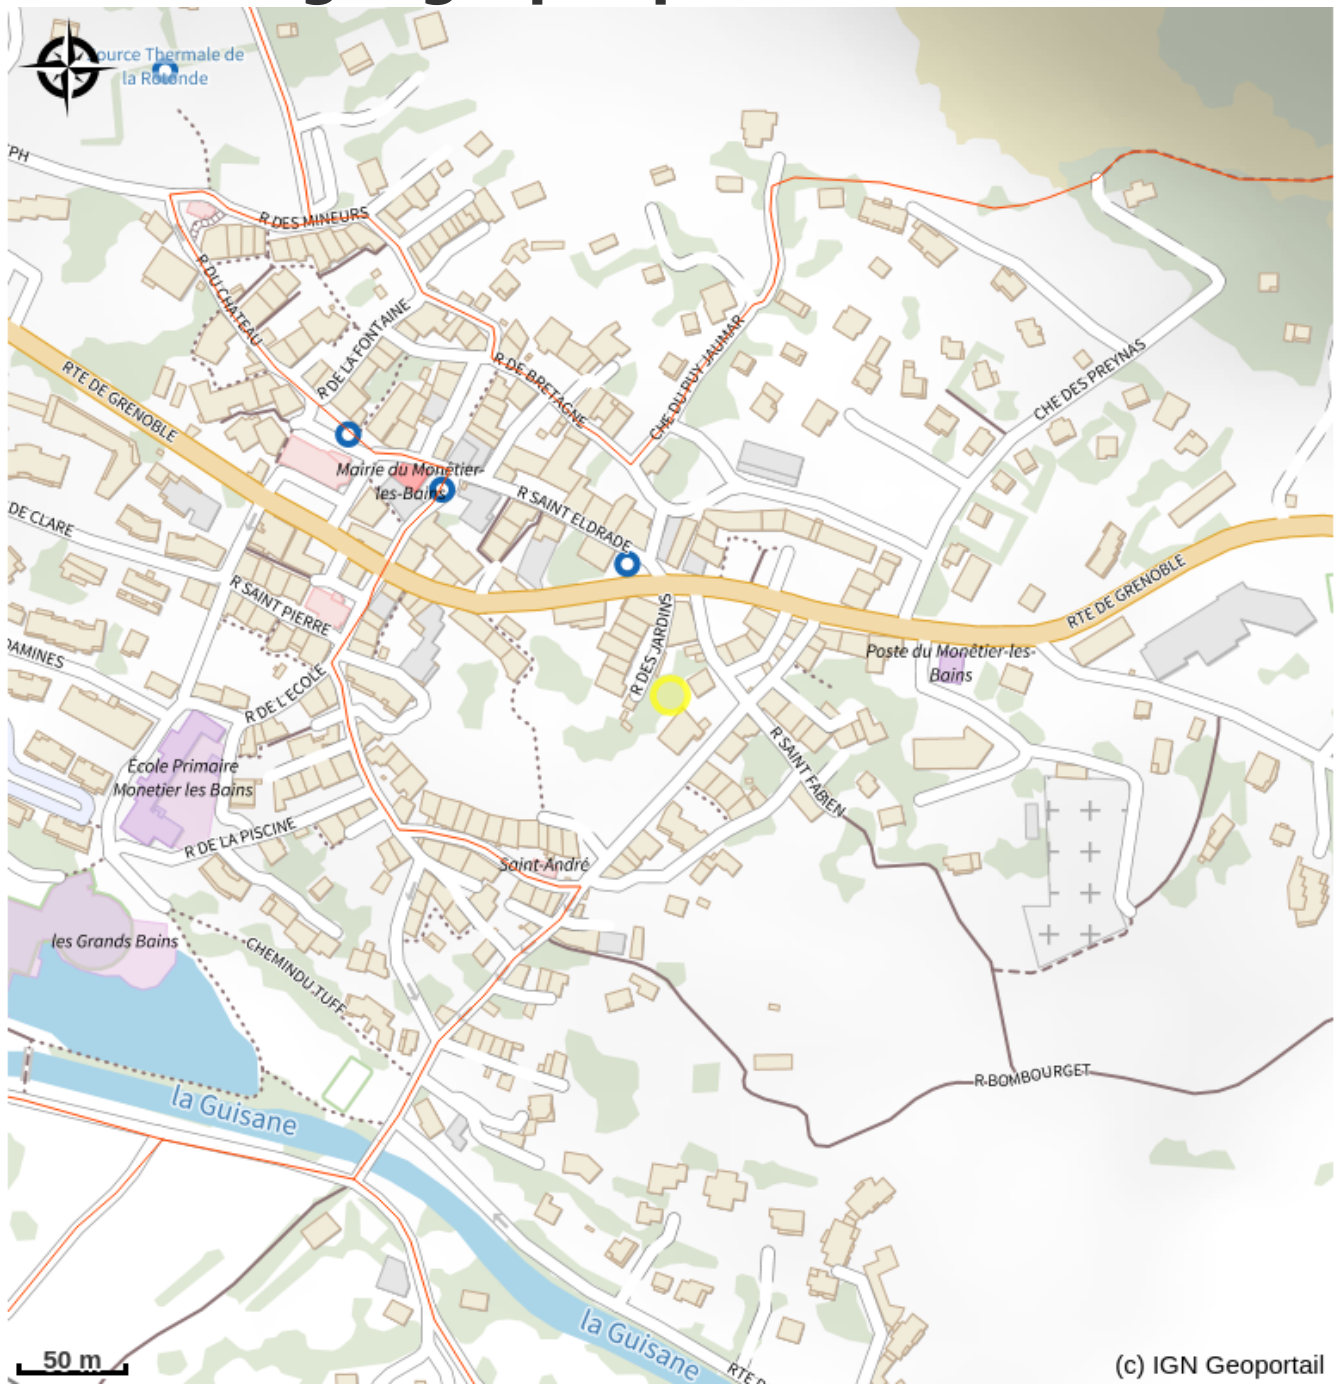 Source Thermale de
la Rotonde
EPH
R DES MINEURS
R DU CHATEAU
R DE LA FONTAINE
RTE DE GRENOBLE
R DE BRETAGNE
CHE DU PUY JAUMAR
CHE DES PREYNAS
Mairie du Monêtier-
les-Bains
R SAINT ELDRADE
DE CLARE
R SAINT PIERRE
RTE DE GRENOBLE
DAMINES
R DES JARDINS
Poste du Monêtier-les-
Bains
R DE L'ECOLE
R SAINT FABIEN
École Primaire
Monetier les Bains
R DE LA PISCINE
Saint-André
les Grands Bains
CHEMIN DU TUFF
R BOMBOURGET
la Guisane
la Guisane
50 m
(c) IGN Geoportail